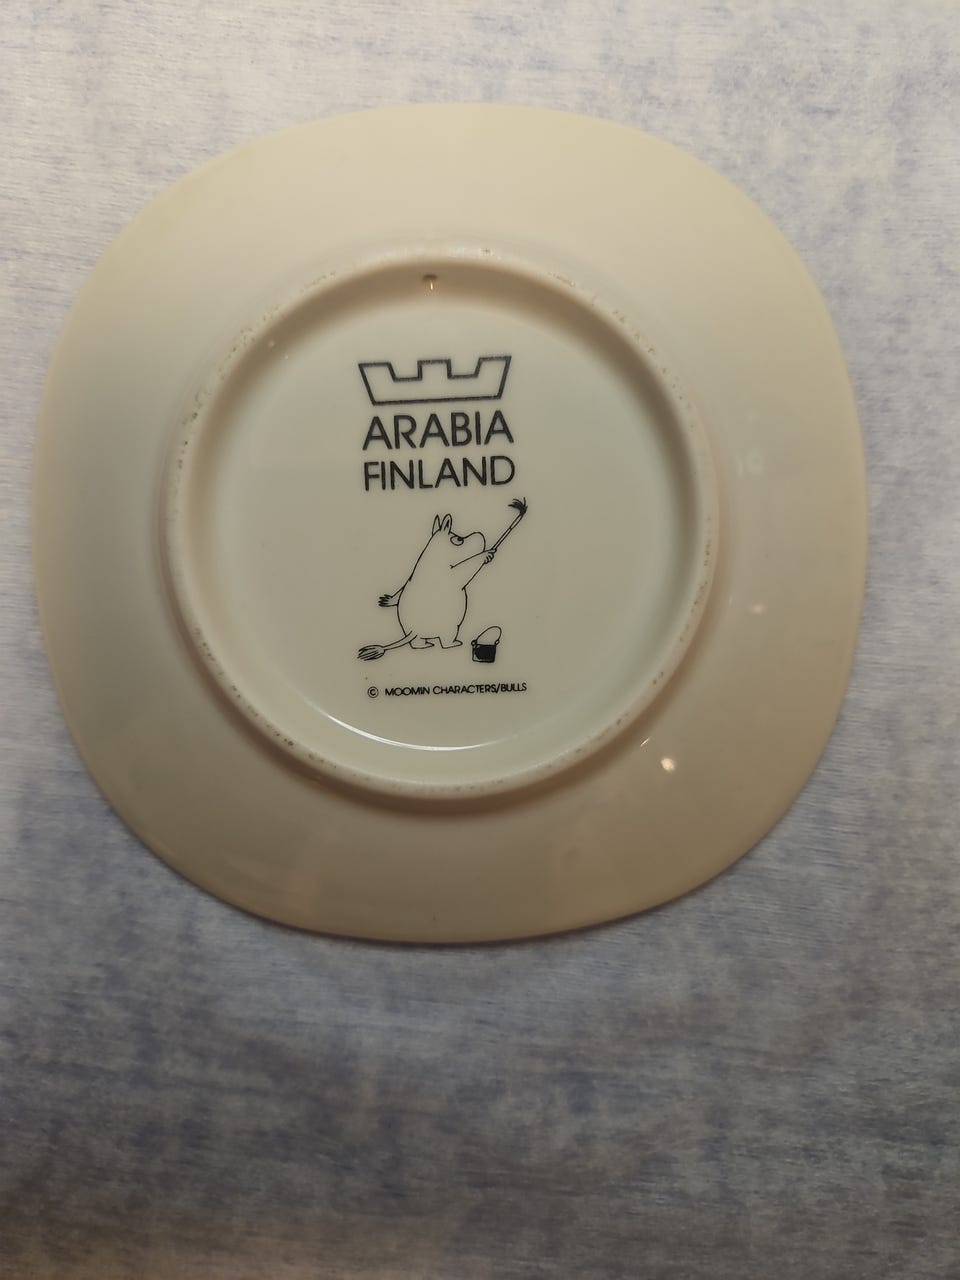 ARABIA
FINLAND
© MOOMIN CHARACTERS/BULLS